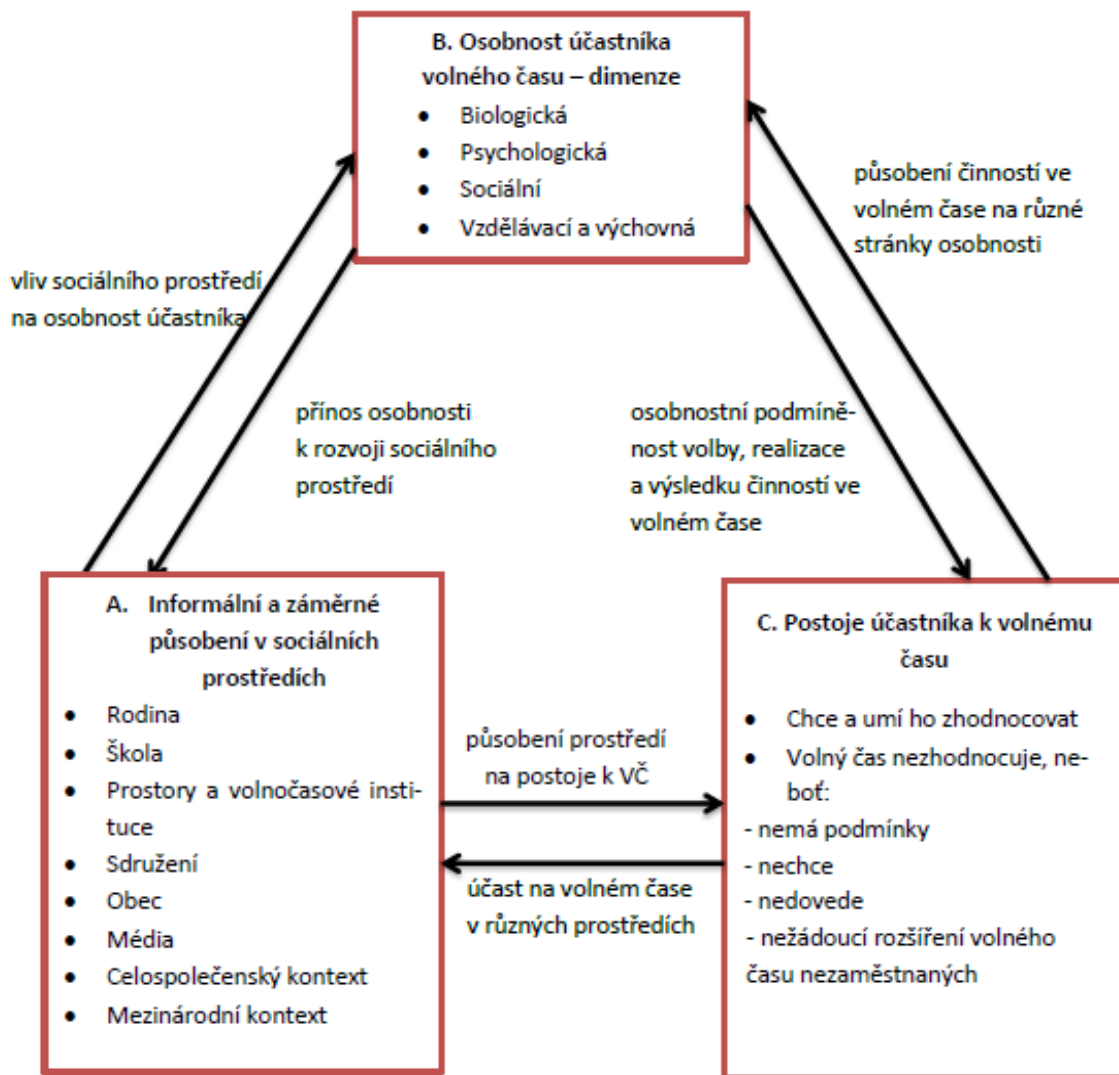 B. Osobnost účastníka
volného času – dimenze
• Biologická
• Psychologická
• Sociální
• Vzdělávací a výchovná
působení činností ve
volném čase na různé
stránky osobnosti
vliv sociálního prostředí
na osobnost účastníka
přínos osobnosti
k rozvoji sociálního
prostředí
osobnostní podmíně-
nost volby, realizace
a výsledku činností ve
volném čase
A. Informální a záměrné
působení v sociálních
prostředích
• Rodina
• Škola
• Prostory a volnočasové insti-
tuce
• Sdružení
• Obec
• Média
• Celospolečenský kontext
• Mezinárodní kontext
působení prostředí
na postoje k VČ
účast na volném čase
v různých prostředích
C. Postoje účastníka k volnému
času
• Chce a umí ho zhodnocovat
• Volný čas nezhodnocuje, ne-
boť:
- nemá podmínky
- nechce
- nedovede
- nežádoucí rozšíření volného
času nezaměstnaných